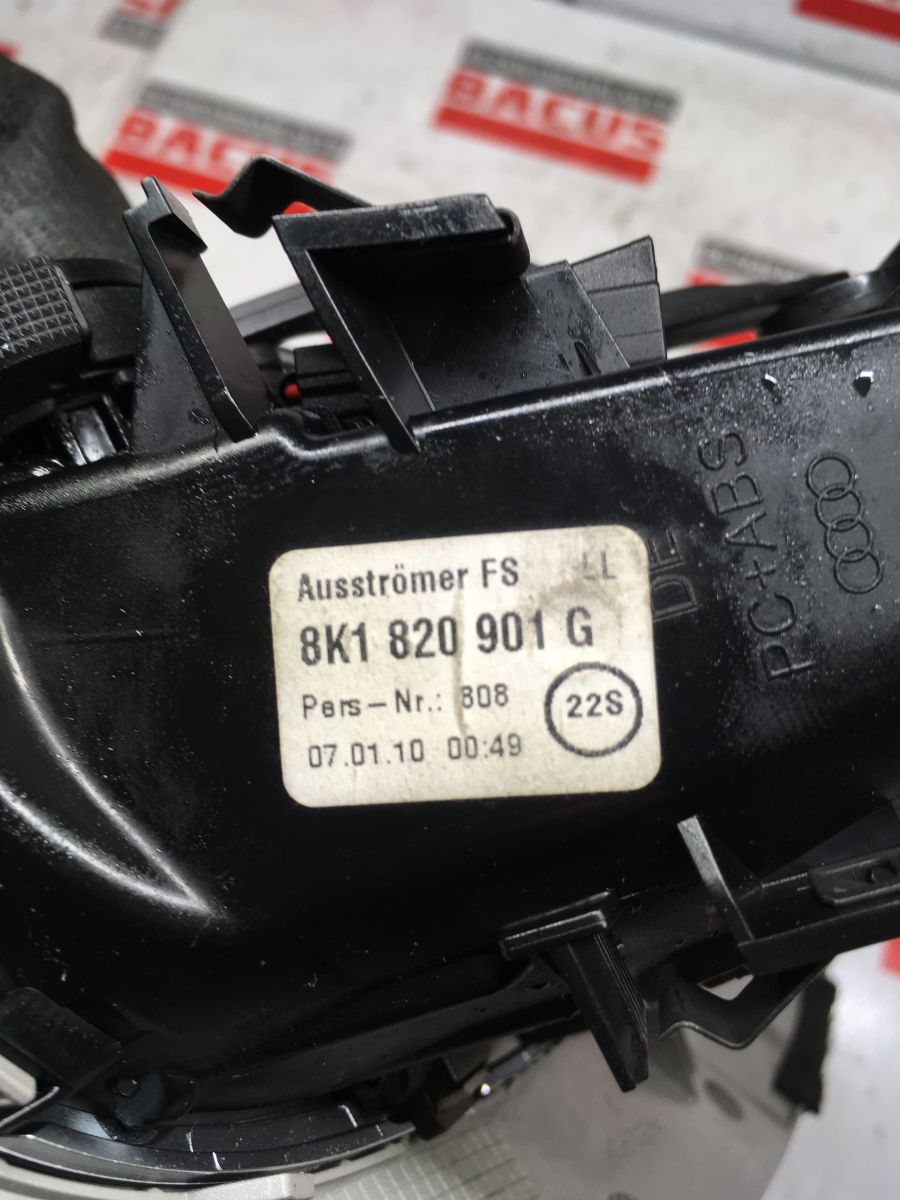 BACUS
BACUS
Ausströmer FS LL
8K1 820 901 G
Pers-Nr.: 808
22S
07.01.10 00:49
DE
PC+ABS